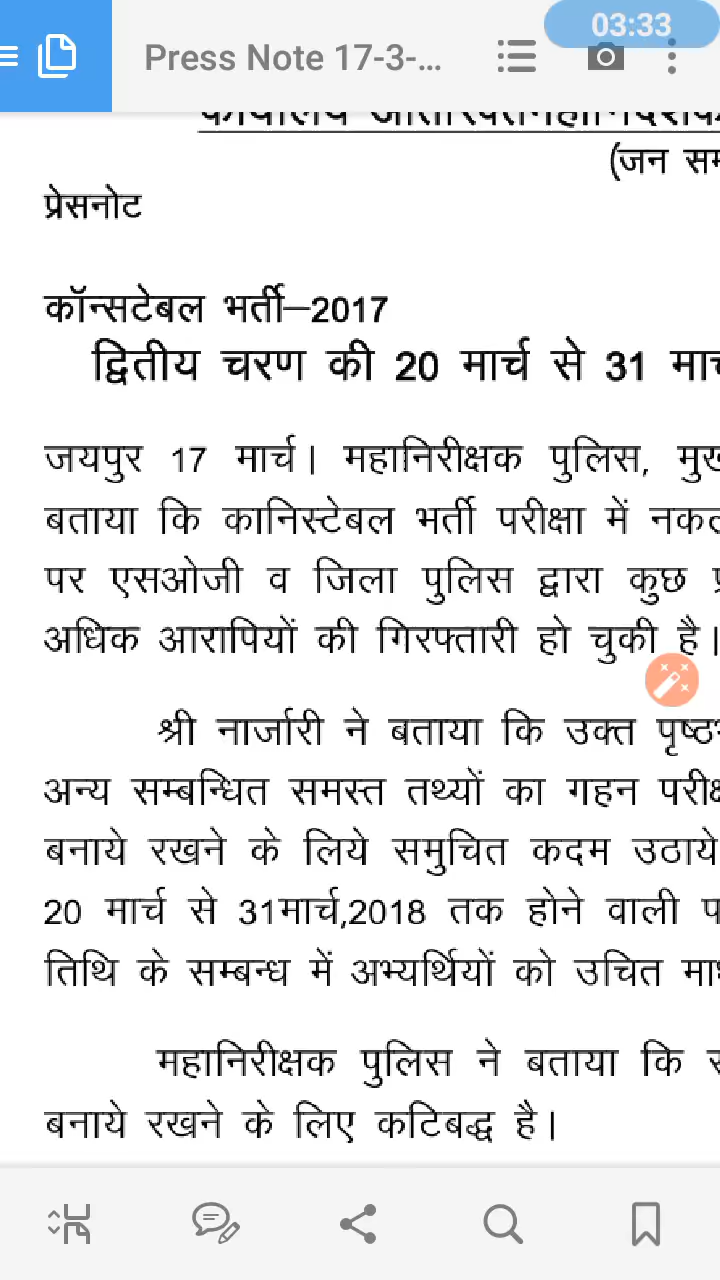 03:33
Press Note 17-3-...
(जन
प्रेसनोट
कॉन्सटेबल भर्ती–2017
द्वितीय चरण की 20 मार्च से 31
जयपुर 17 मार्च। महानिरीक्षक पुलिस,
बताया कि कानिस्टेबल भर्ती परीक्षा में
पर एसओजी व जिला पुलिस द्वारा कुछ
अधिक आरापियों की गिरफ्तारी हो चुकी है।
श्री नार्जारी ने बताया कि उक्त
अन्य सम्बन्धित समस्त तथ्यों का गहन
बनाये रखने के लिये समुचित कदम उठाये
20 मार्च से 31मार्च,2018 तक होने वाली
तिथि के सम्बन्ध में अभ्यर्थियों को उचित
महानिरीक्षक पुलिस ने बताया कि
बनाये रखने के लिए कटिबद्ध है।